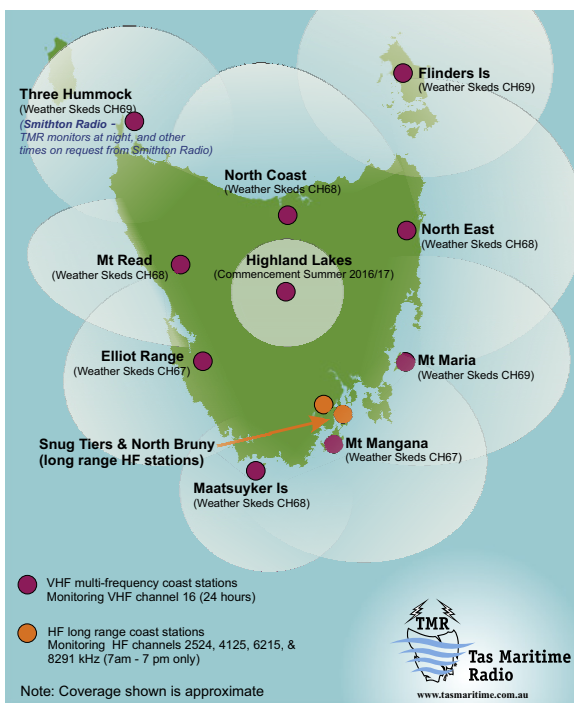 Flinders Is
(Weather Skeds CH69)
Three Hummock
(Weather Skeds CH69)
(Smithton Radio -
TMR monitors at night, and other
times on request from Smithton Radio)
North Coast
(Weather Skeds CH68)
North East
(Weather Skeds CH68)
Mt Read
(Weather Skeds CH68)
Highland Lakes
(Commencement Summer 2016/17)
Elliot Range
(Weather Skeds CH67)
Mt Maria
(Weather Skeds CH69)
Snug Tiers & North Bruny
(long range HF stations)
Mt Mangana
(Weather Skeds CH67)
Maatsuyker Is
(Weather Skeds CH68)
VHF multi-frequency coast stations
Monitoring VHF channel 16 (24 hours)
HF long range coast stations
Monitoring HF channels 2524, 4125, 6215, &
8291 kHz (7am - 7 pm only)
Note: Coverage shown is approximate
TMR
Tas Maritime
Radio
www.tasmaritime.com.au